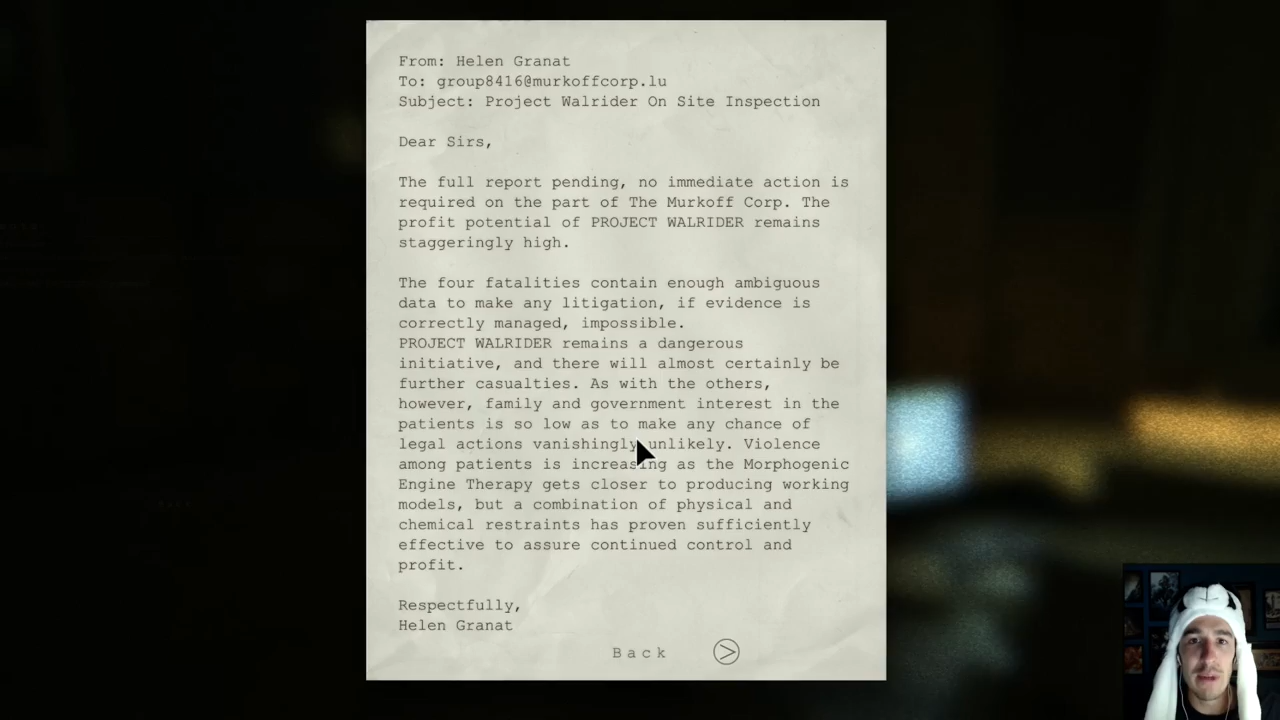 From: Helen Granat
To: group8416@murkoffcorp.lu
Subject: Project Walrider On Site Inspection
Dear Sirs,
The full report pending, no immediate action is
required on the part of The Murkoff Corp. The
profit potential of PROJECT WALRIDER remains
staggeringly high.
The four fatalities contain enough ambiguous
data to make any litigation, if evidence is
correctly managed, impossible.
PROJECT WALRIDER remains a dangerous
initiative, and there will almost certainly be
further casualties. As with the others,
however, family and government interest in the
patients is so low as to make any chance of
legal actions vanishingly unlikely. Violence
among patients is increasing as the Morphogenic
Engine Therapy gets closer to producing working
models, but a combination of physical and
chemical restraints has proven sufficiently
effective to assure continued control and
profit.
Respectfully,
Helen Granat
Back